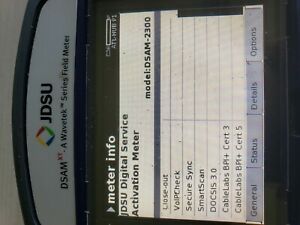 JDSU
DSAM XT - A Wavetek™ Series Field Meter
meter info
JDSU Digital Service
Activation Meter
model:DSAM-2300
Close-out
VoIPCheck
Secure Sync
SmartScan
DOCSIS 3.0
CableLabs BPI+ Cert 3
CableLabs BPI+ Cert 5
General
Status
Details
Options